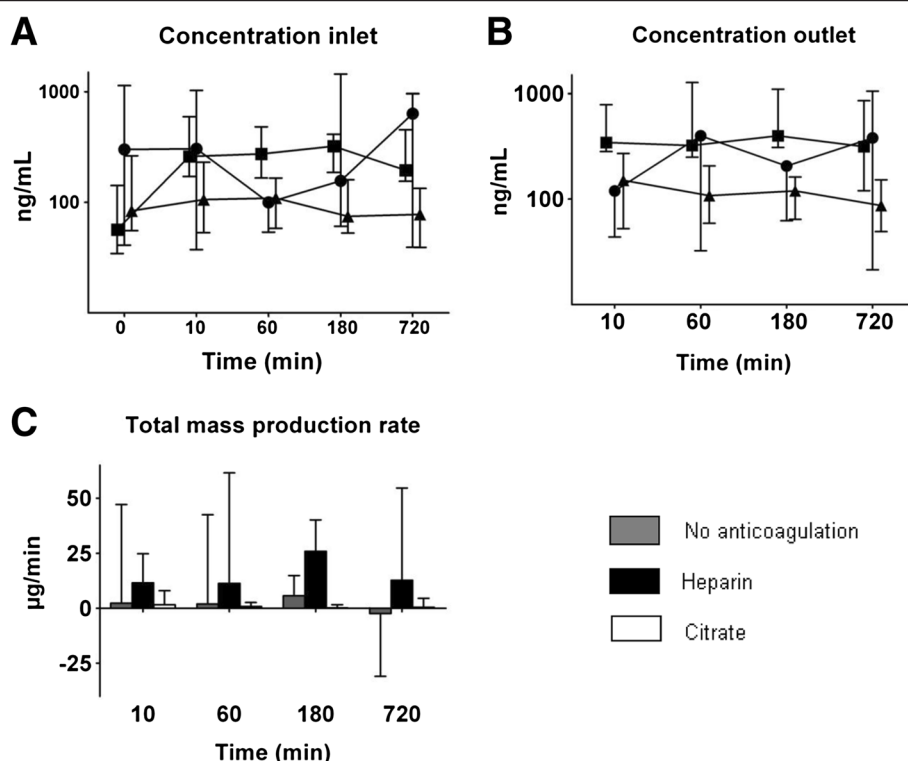 A
Concentration inlet
ng/mL
1000
100
0 10 60 180 720
Time (min)
B
Concentration outlet
ng/mL
1000
100
10 60 180 720
Time (min)
C
Total mass production rate
µg/min
50
25
0
-25
10 60 180 720
Time (min)
No anticoagulation
Heparin
Citrate